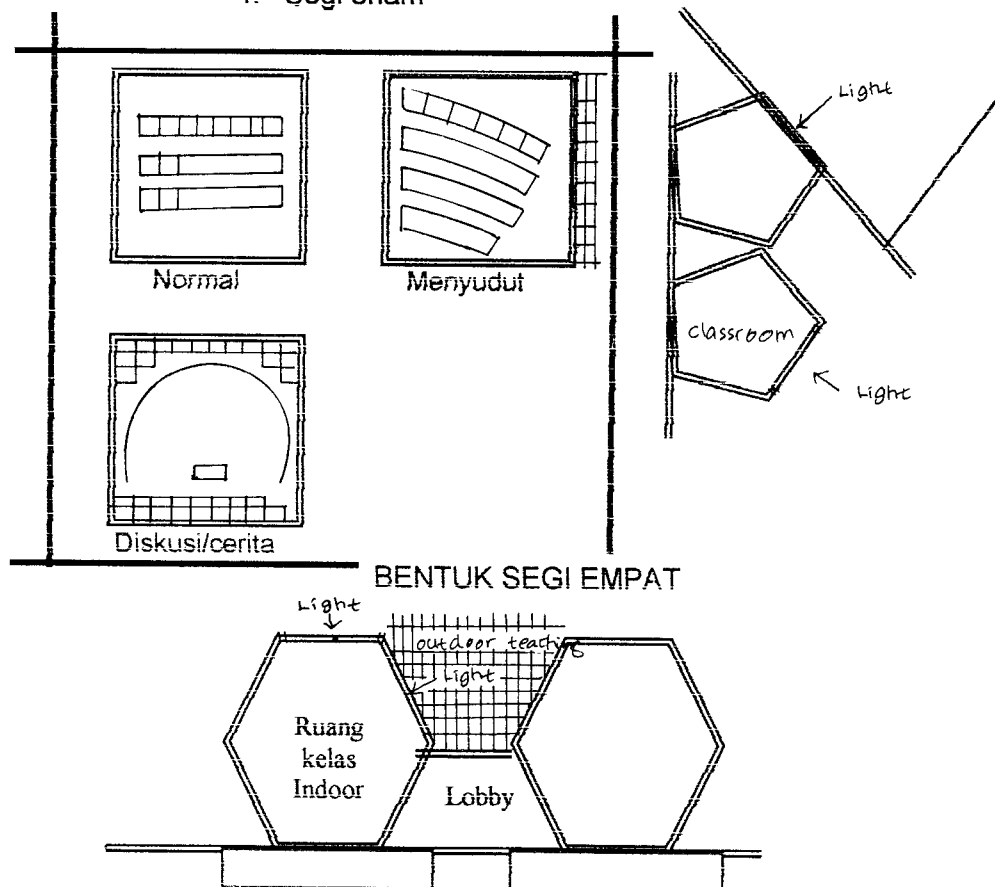 Segi enam
Light
Normal
Menyudut
classroom
Light
Diskusi/cerita
BENTUK SEGI EMPAT
Light
outdoor teaching
Light
Ruang
kelas
Indoor
Lobby